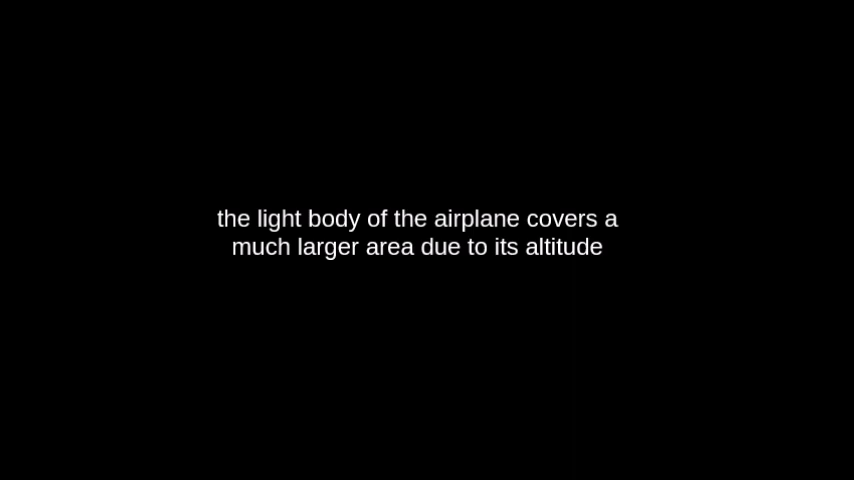 the light body of the airplane covers a
much larger area due to its altitude